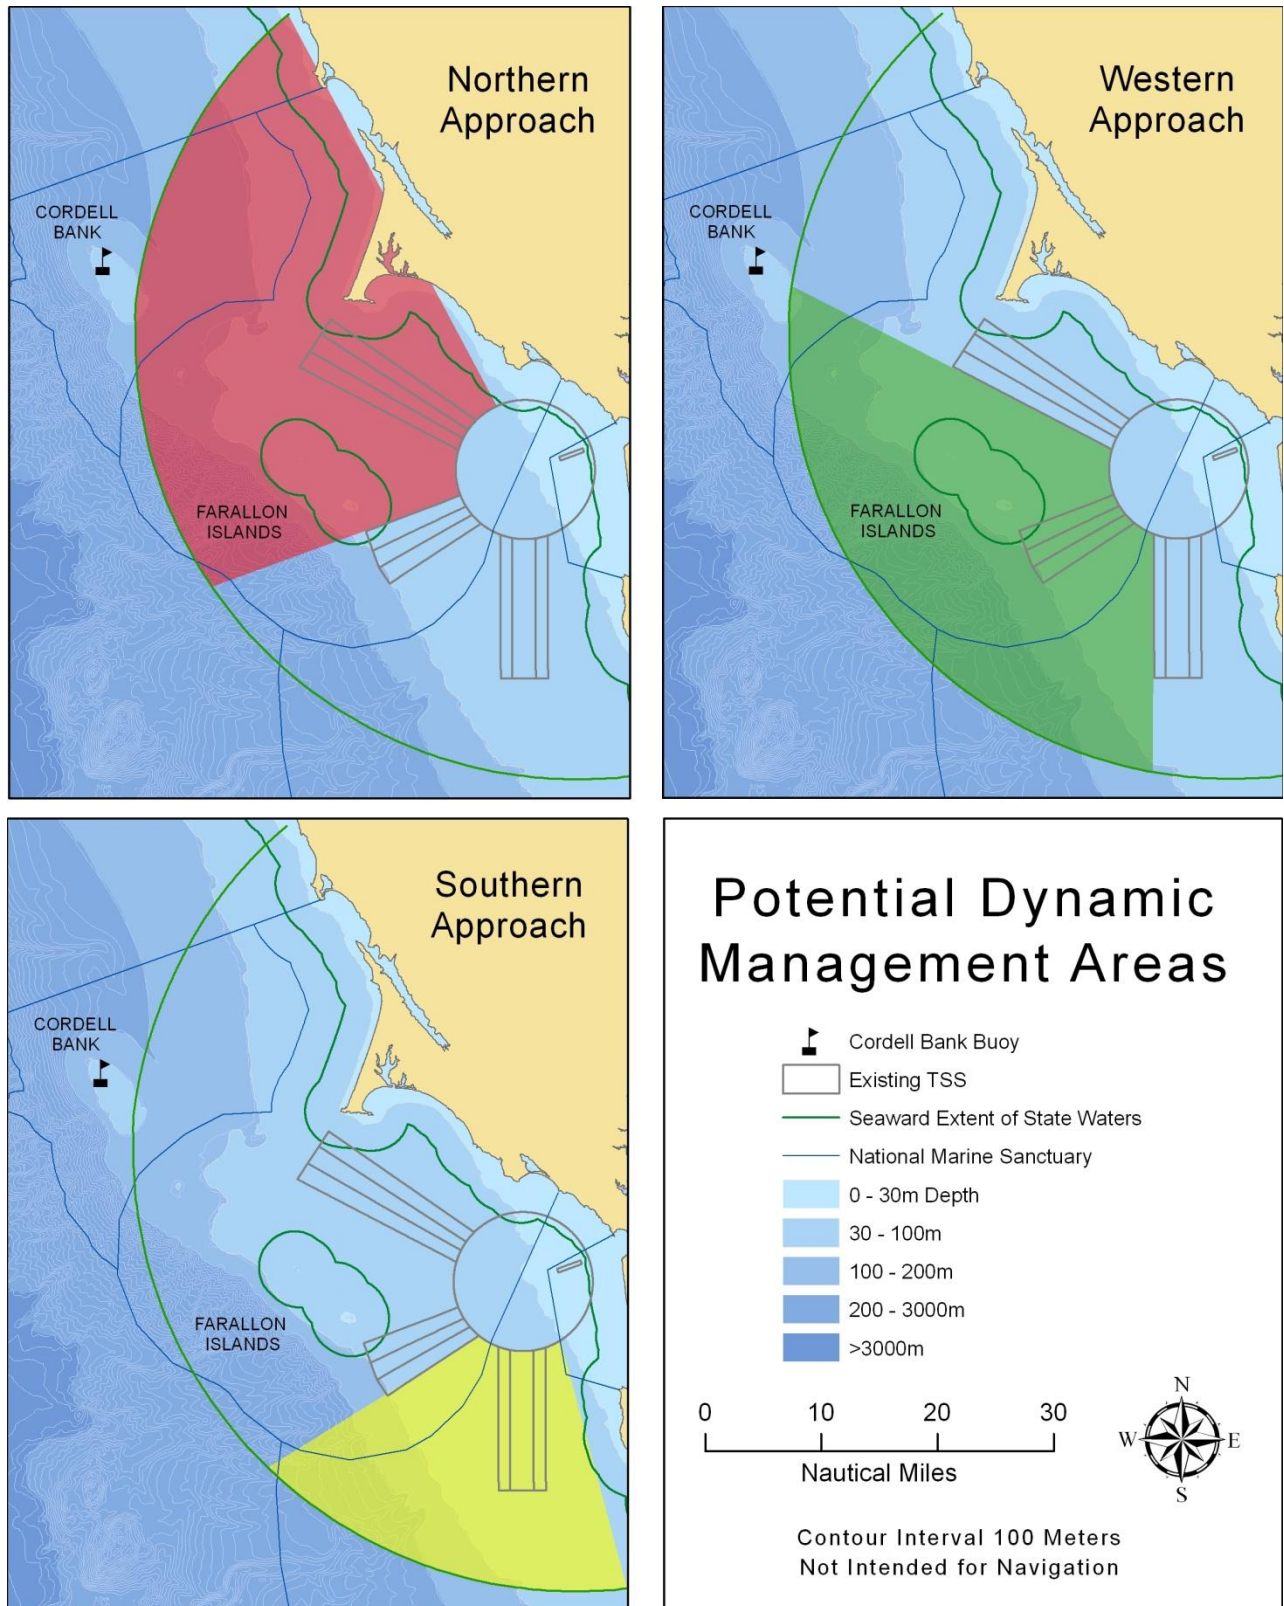 Northern
Approach
CORDELL
BANK
FARALLON
ISLANDS
Western
Approach
CORDELL
BANK
FARALLON
ISLANDS
Southern
Approach
CORDELL
BANK
FARALLON
ISLANDS
Potential Dynamic
Management Areas
Cordell Bank Buoy
Existing TSS
Seaward Extent of State Waters
National Marine Sanctuary
0 - 30m Depth
30 - 100m
100 - 200m
200 - 3000m
>3000m
0 10 20 30
Nautical Miles
N
W E
S
Contour Interval 100 Meters
Not Intended for Navigation